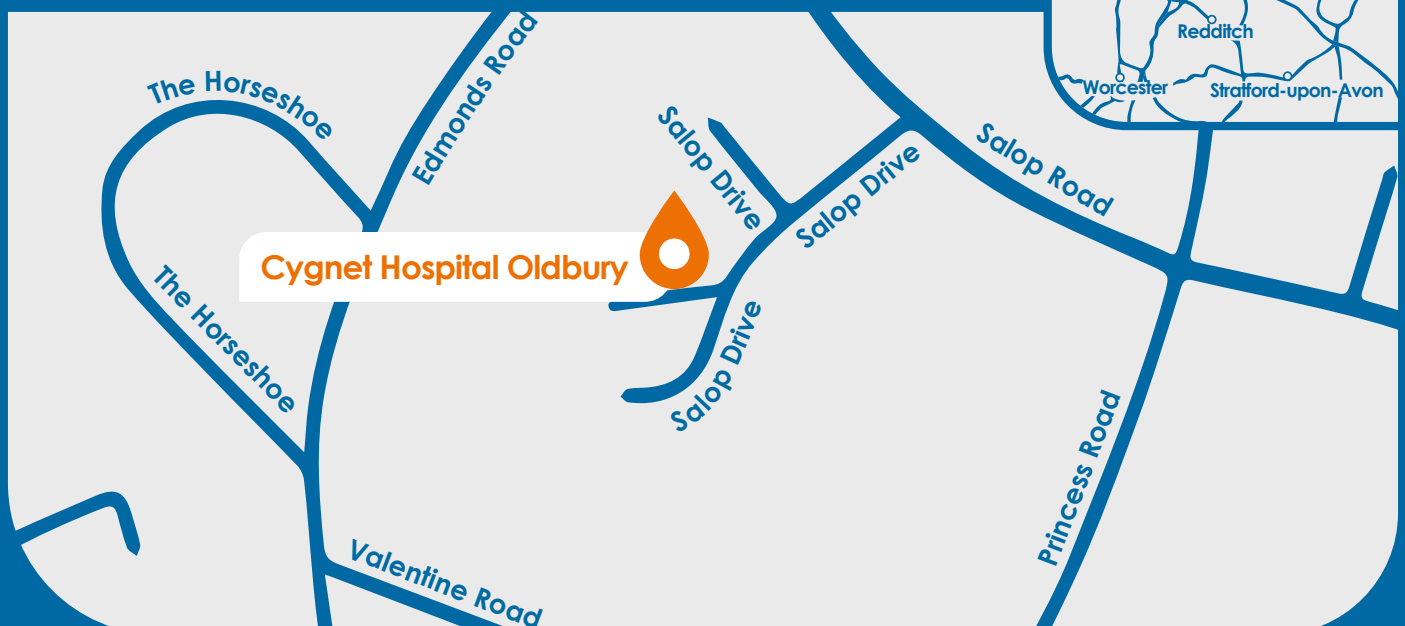 Redditch
Worcester
Stratford-upon-Avon
Edmonds Road
The Horseshoe
Salop Drive
Salop Drive
Salop Road
Cygnet Hospital Oldbury
The Horseshoe
Salop Drive
Princess Road
Valentine Road